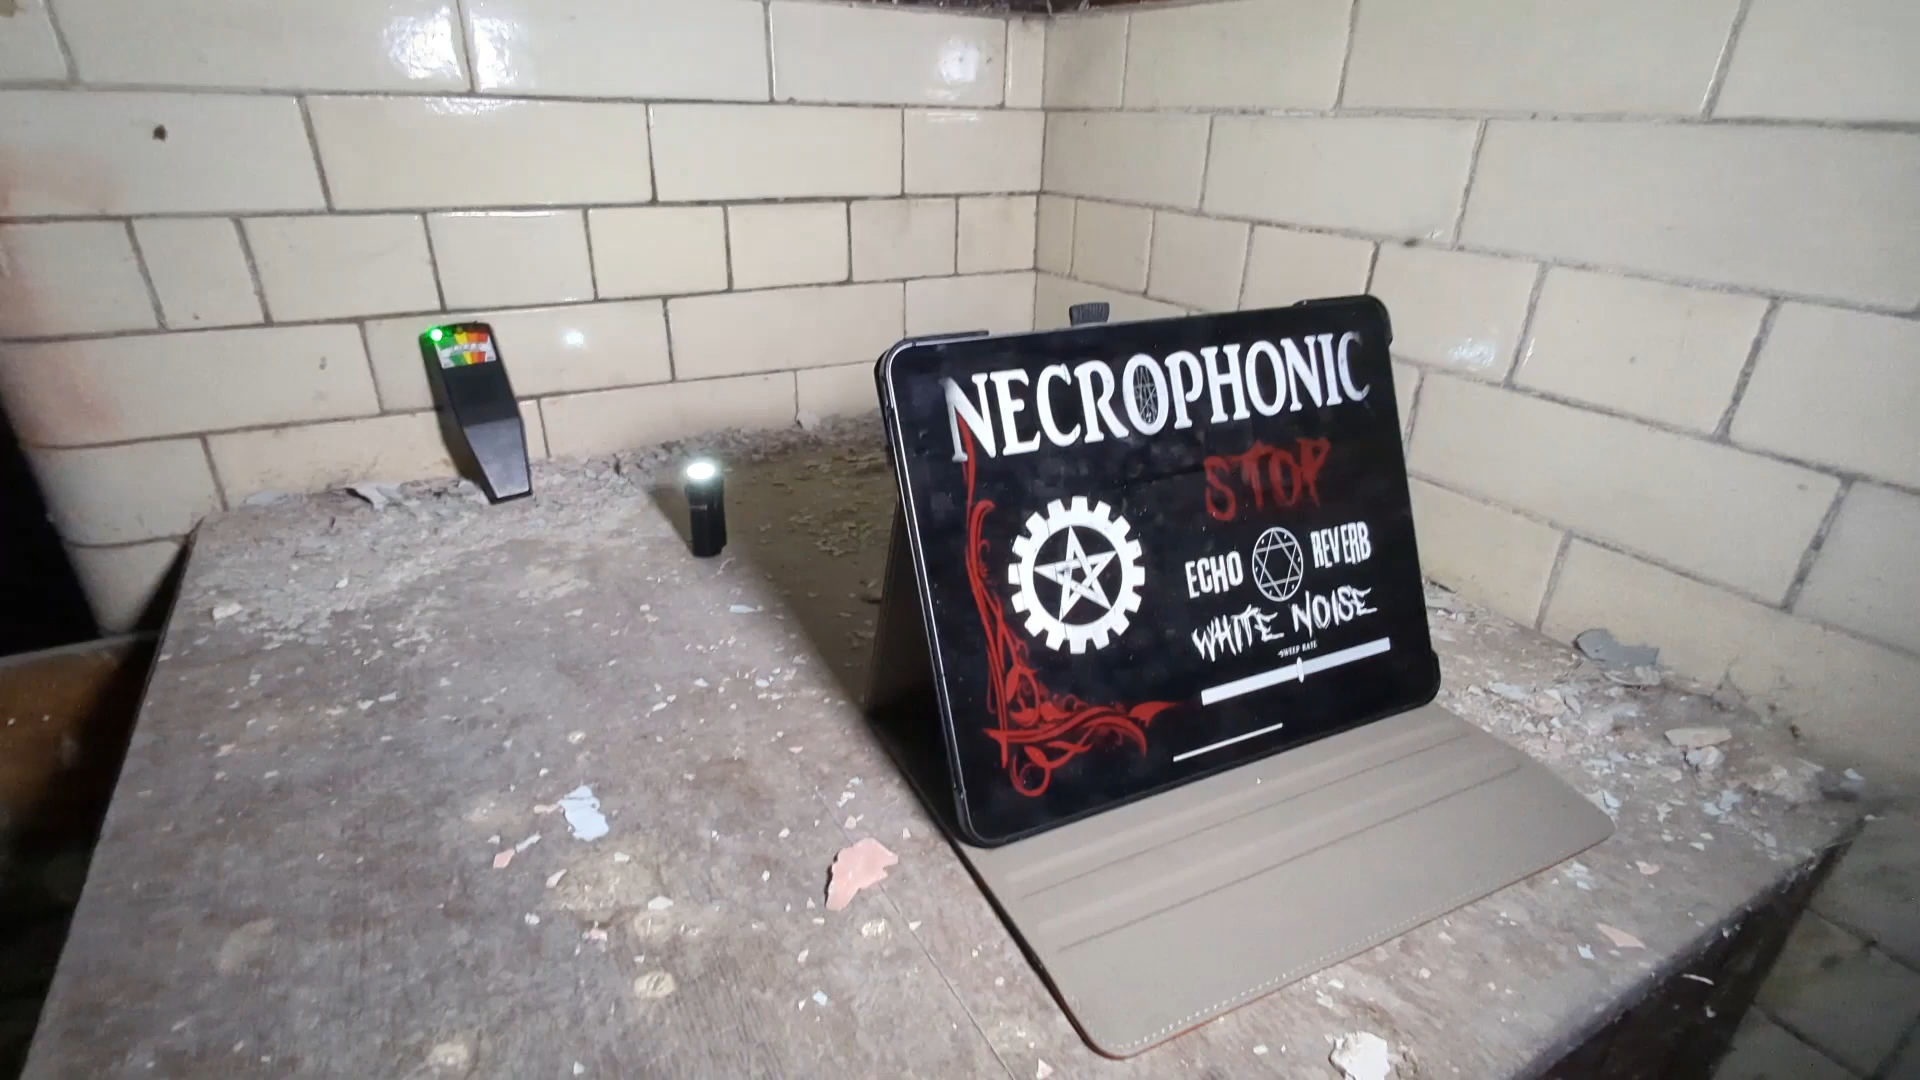 NECROPHONIC
STOP
ECHO REVERB
WHITE NOISE
SWEEP RATE